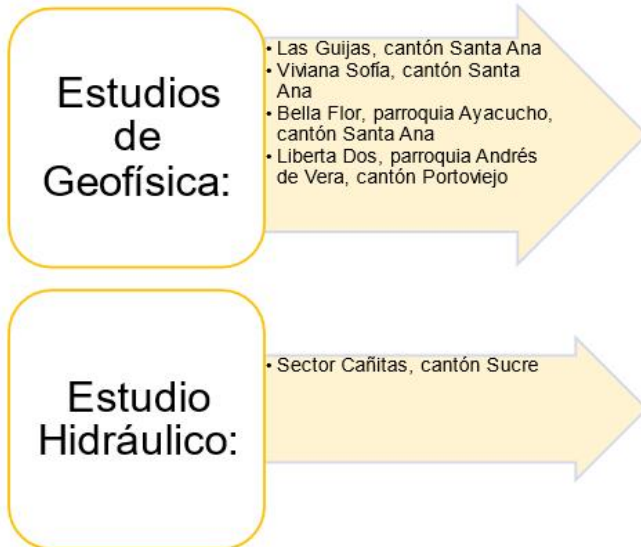 Estudios
de
Geofísica:
• Las Guijas, cantón Santa Ana
• Viviana Sofía, cantón Santa
Ana
• Bella Flor, parroquia Ayacucho,
cantón Santa Ana
• Liberta Dos, parroquia Andrés
de Vera, cantón Portoviejo
Estudio
Hidráulico:
• Sector Cañitas, cantón Sucre